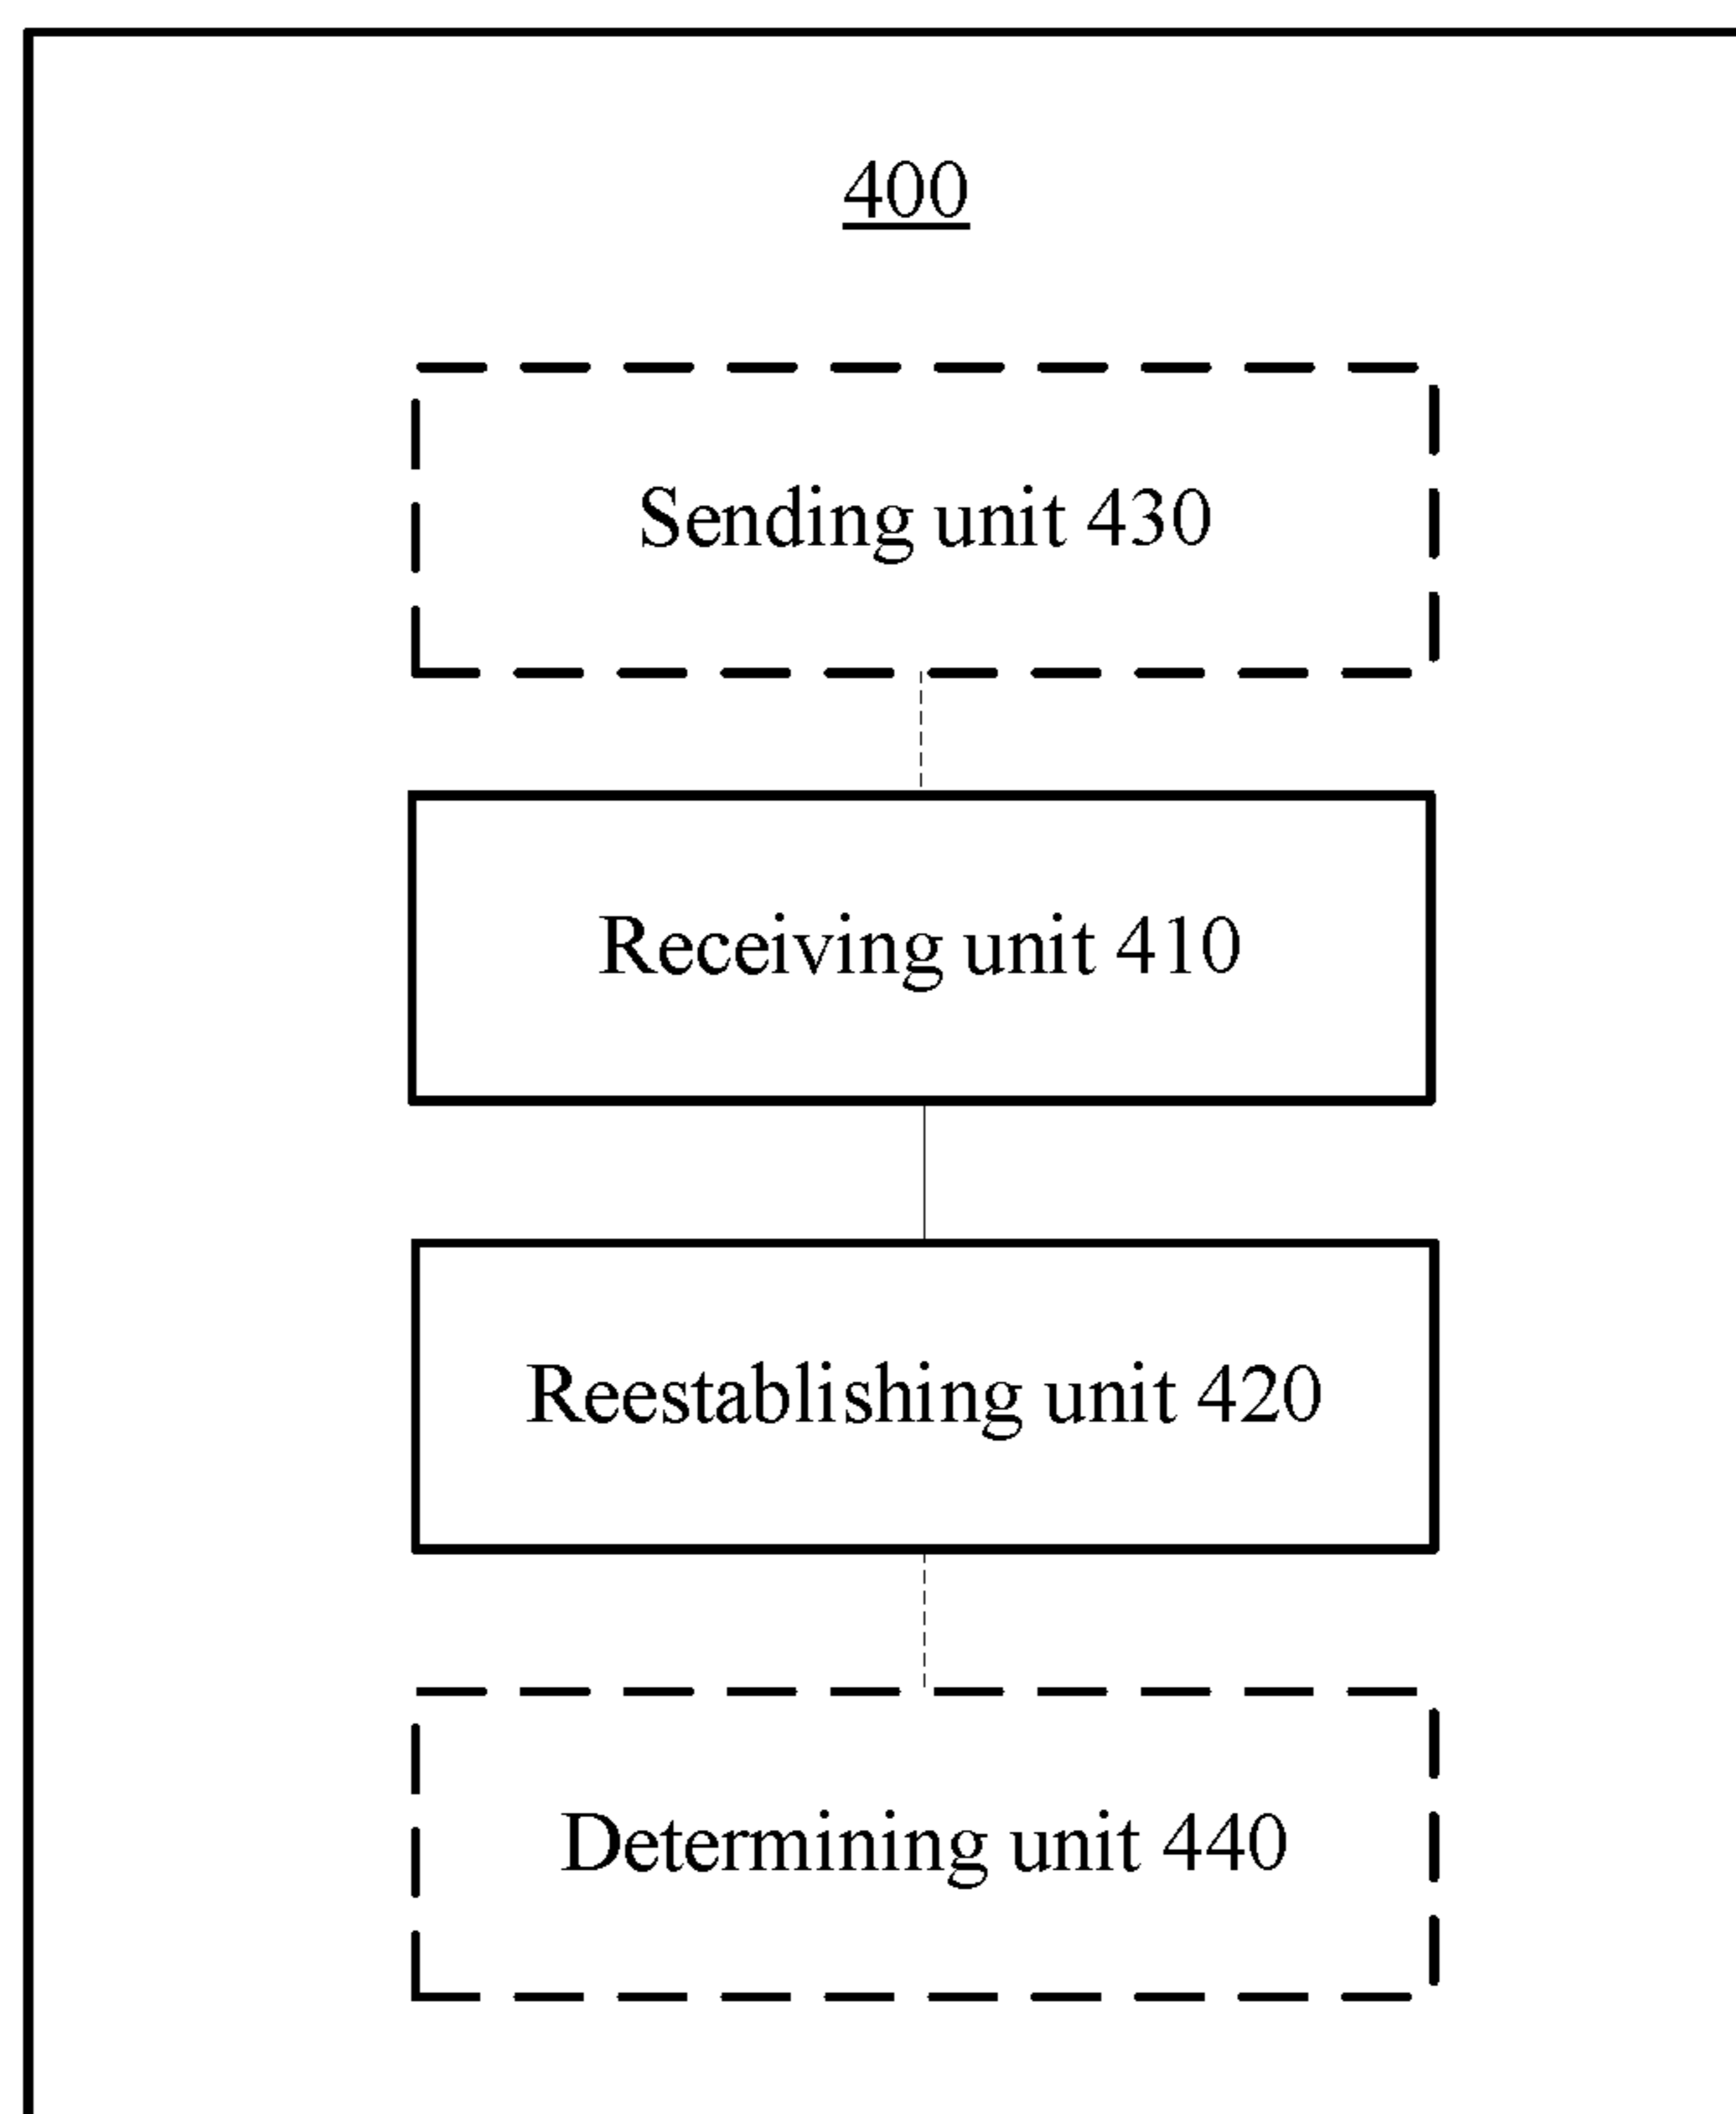 400
Sending unit 430
Receiving unit 410
Reestablishing unit 420
Determining unit 440